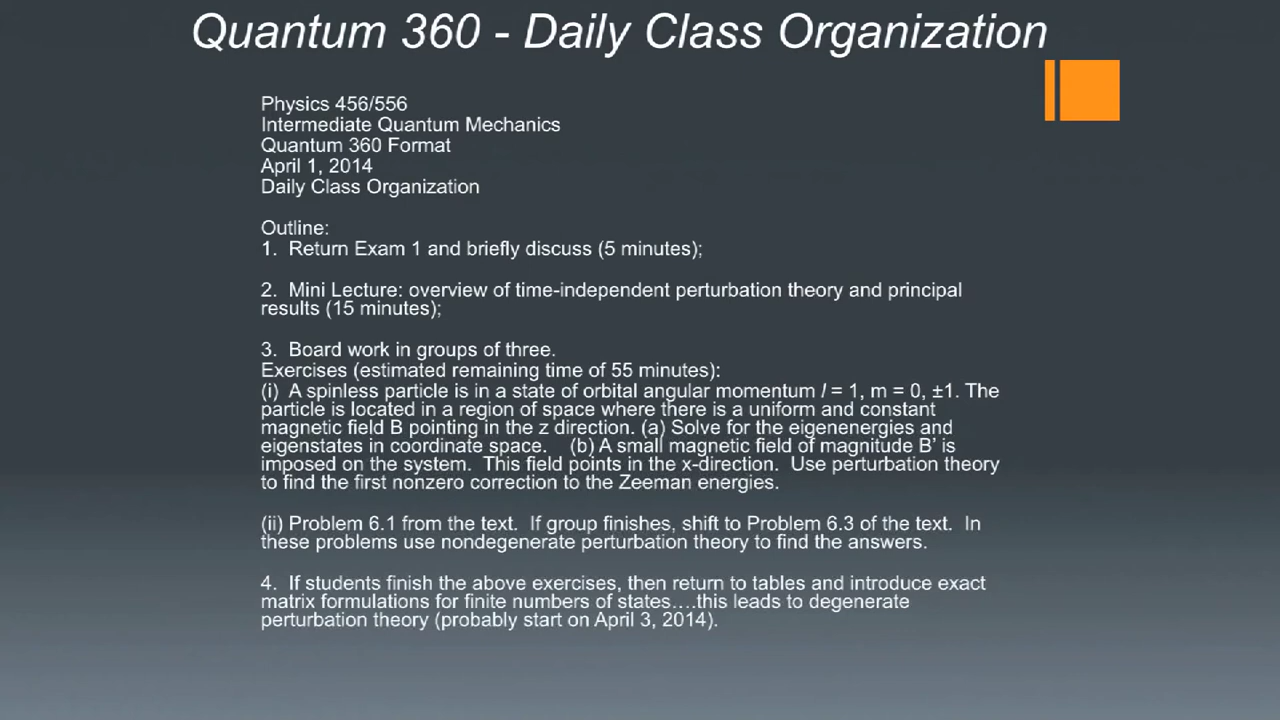 Quantum 360 - Daily Class Organization
Physics 456/556
Intermediate Quantum Mechanics
Quantum 360 Format
April 1, 2014
Daily Class Organization
Outline:
1. Return Exam 1 and briefly discuss (5 minutes);
2. Mini Lecture: overview of time-independent perturbation theory and principal
results (15 minutes);
3. Board work in groups of three.
Exercises (estimated remaining time of 55 minutes):
(i) A spinless particle is in a state of orbital angular momentum l = 1, m = 0, ±1. The
particle is located in a region of space where there is a uniform and constant
magnetic field B pointing in the z direction. (a) Solve for the eigenenergies and
eigenstates in coordinate space. (b) A small magnetic field of magnitude B’ is
imposed on the system. This field points in the x-direction. Use perturbation theory
to find the first nonzero correction to the Zeeman energies.
(ii) Problem 6.1 from the text. If group finishes, shift to Problem 6.3 of the text. In
these problems use nondegenerate perturbation theory to find the answers.
4. If students finish the above exercises, then return to tables and introduce exact
matrix formulations for finite numbers of states….this leads to degenerate
perturbation theory (probably start on April 3, 2014).